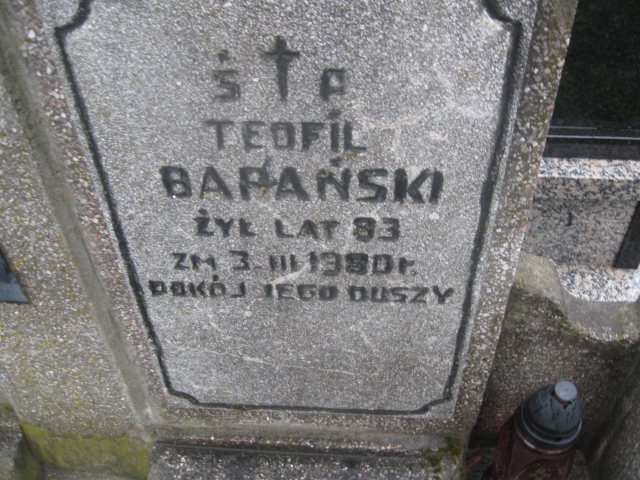 Ś P
TEOFIL
BARAŃSKI
ŻYŁ LAT 83
ZM 3.III 1980 r.
POKÓJ JEGO DUSZY